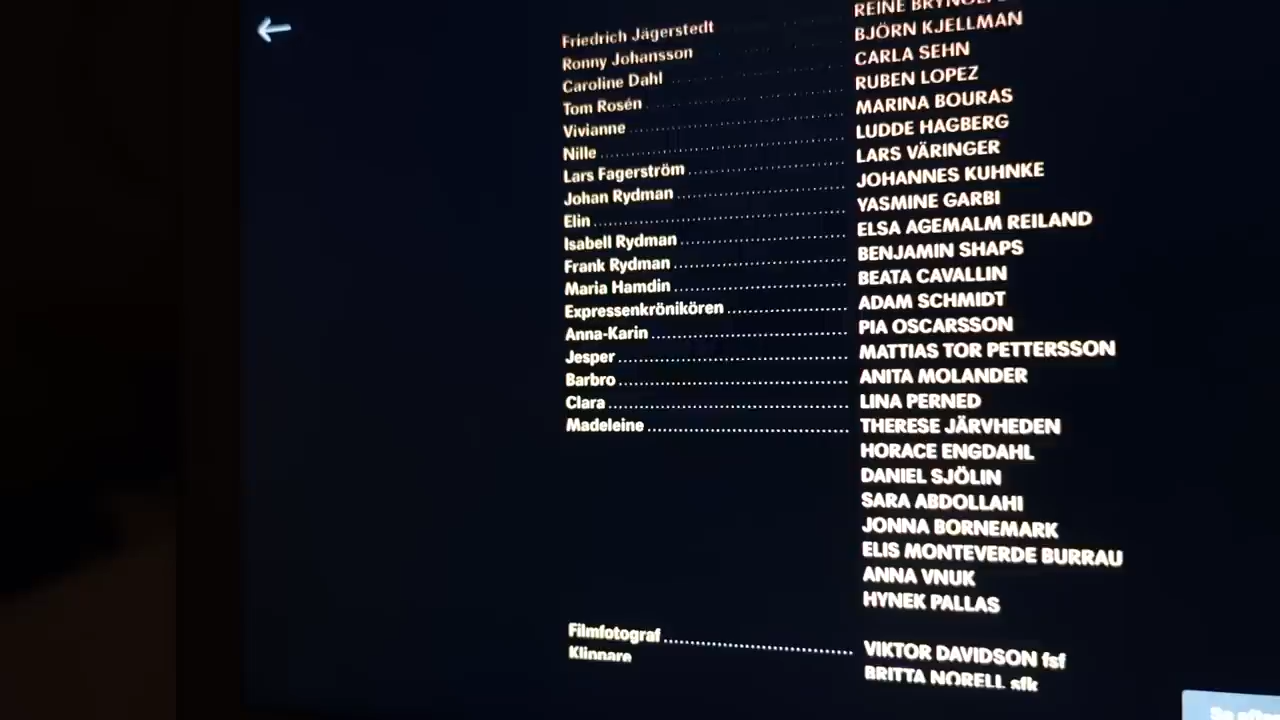 Friedrich Jägerstedt REINE
Ronny Johansson BJÖRN KJELLMAN
Caroline Dahl CARLA SEHN
Tom Rosén RUBEN LOPEZ
Vivianne MARINA BOURAS
Nille LUDDE HAGBERG
Lars Fagerström LARS VÄRINGER
Johan Rydman JOHANNES KUHNKE
Elin YASMINE GARBI
Isabell Rydman ELSA AGEMALM REILAND
Frank Rydman BENJAMIN SHAPS
Maria Hamdin BEATA CAVALLIN
Expressenkrönikören ADAM SCHMIDT
Anna-Karin PIA OSCARSSON
Jesper MATTIAS TOR PETTERSSON
Barbro ANITA MOLANDER
Clara LINA PERNED
Madeleine THERESE JÄRVHEDEN
HORACE ENGDAHL
DANIEL SJÖLIN
SARA ABDOLLAHI
JONNA BORNEMARK
ELIS MONTEVERDE BURRAU
ANNA VNUK
HYNEK PALLAS
Filmfotograf VIKTOR DAVIDSON fsf
Klippare BRITTA NORELL sfk